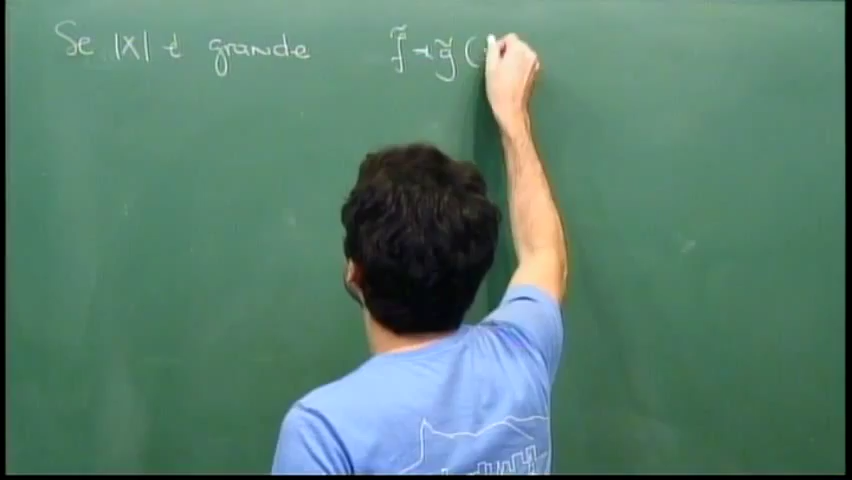 Se |X| é grande f̃ + g̃ (